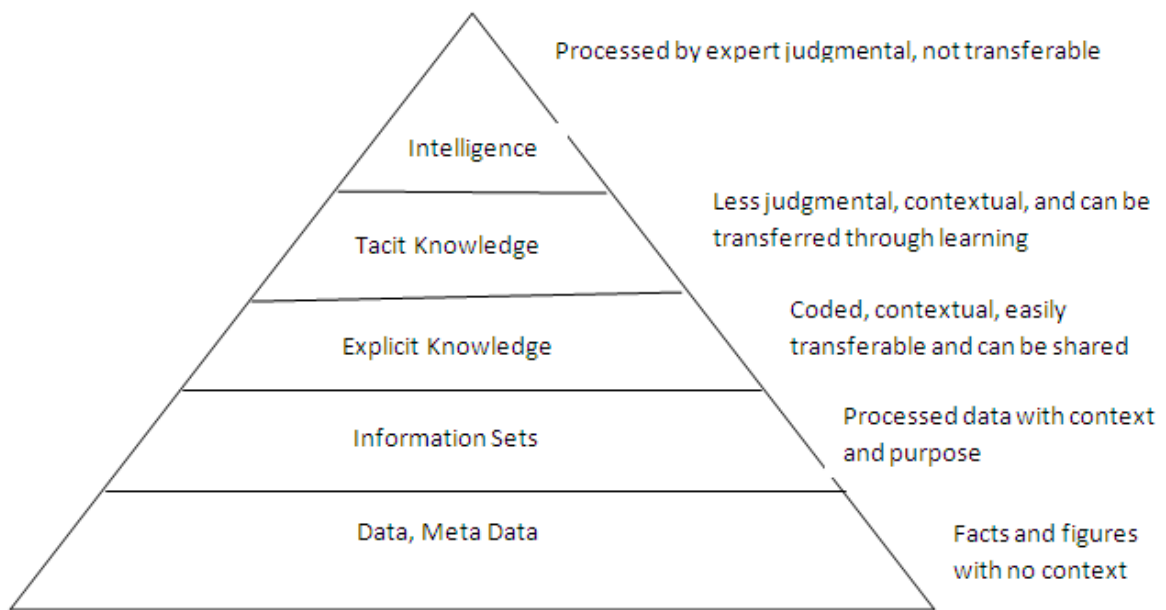 Processed by expert judgmental, not transferable
Intelligence
Less judgmental, contextual, and can be
transferred through learning
Tacit Knowledge
Coded, contextual, easily
transferable and can be shared
Explicit Knowledge
Processed data with context
and purpose
Information Sets
Data, Meta Data
Facts and figures
with no context